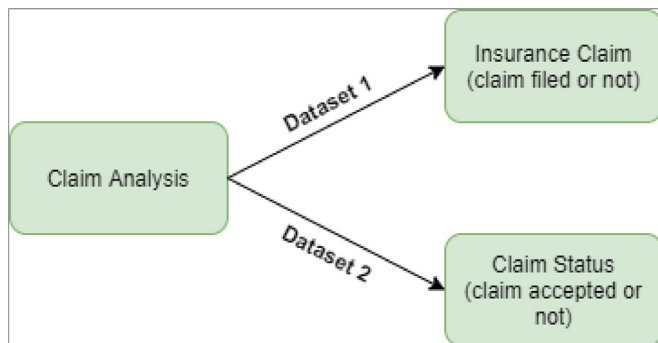 Insurance Claim
(claim filed or not)
Dataset 1
Claim Analysis
Dataset 2
Claim Status
(claim accepted or
not)